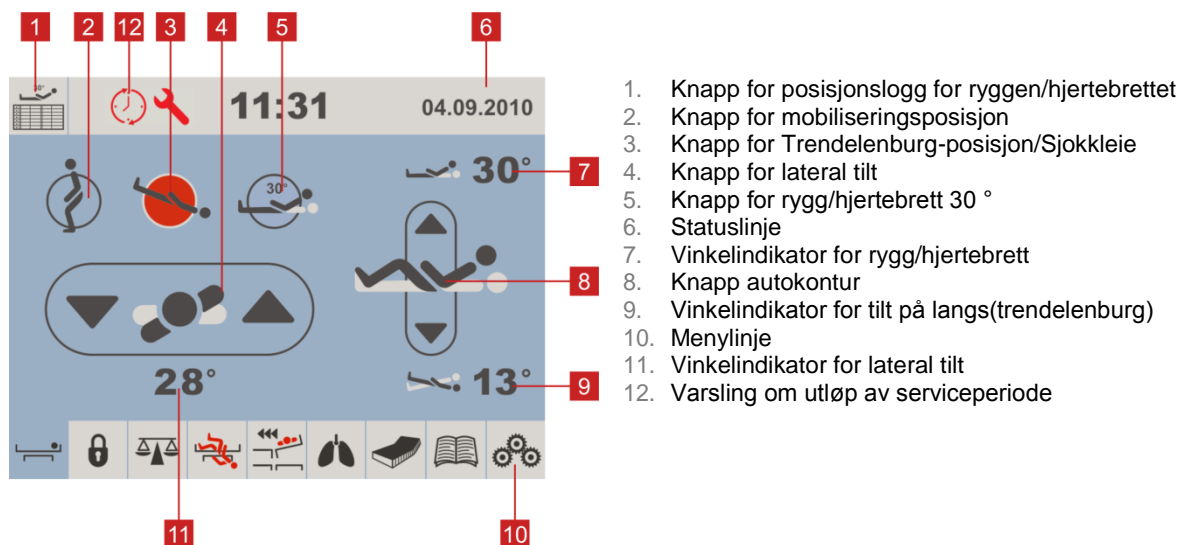 1
2
12
3
4
5
6
30°
11:31
04.09.2010
30°
30°
7
8
28°
13°
9
11
10
1. Knapp for posisjonslogg for ryggen/hjertebrettet
2. Knapp for mobiliseringsposisjon
3. Knapp for Trendelenburg-posisjon/Sjokkleie
4. Knapp for lateral tilt
5. Knapp for rygg/hjertebrett 30 °
6. Statuslinje
7. Vinkelindikator for rygg/hjertebrett
8. Knapp autokontur
9. Vinkelindikator for tilt på langs(trendelenburg)
10. Menylinje
11. Vinkelindikator for lateral tilt
12. Varsling om utløp av serviceperiode